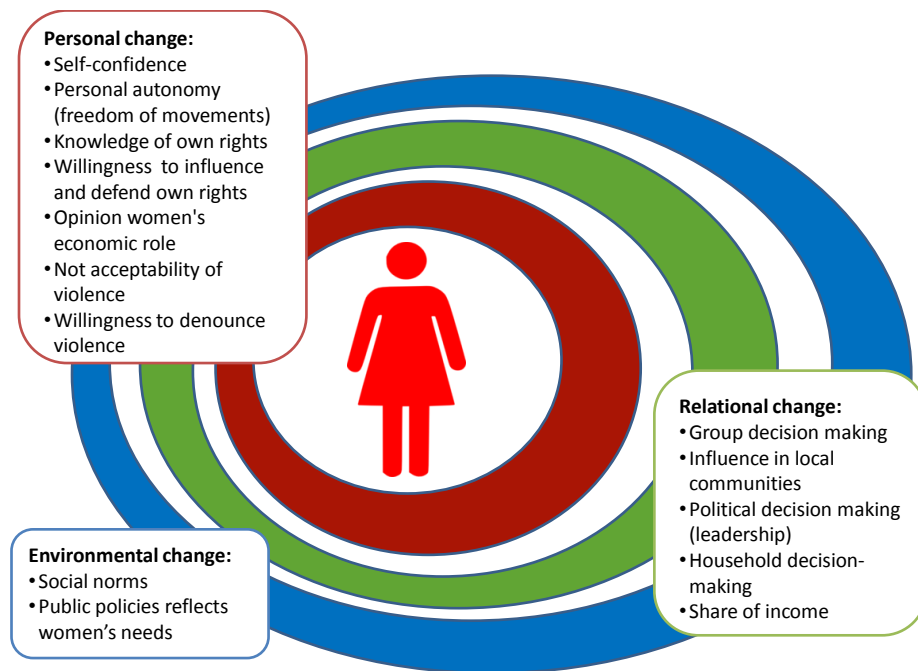 Personal change:
•Self-confidence
•Personal autonomy
(freedom of movements)
•Knowledge of own rights
•Willingness to influence
and defend own rights
•Opinion women's
economic role
•Not acceptability of
violence
•Willingness to denounce
violence
Relational change:
•Group decision making
•Influence in local
communities
•Political decision making
(leadership)
•Household decision-
making
•Share of income
Environmental change:
•Social norms
•Public policies reflects
women’s needs